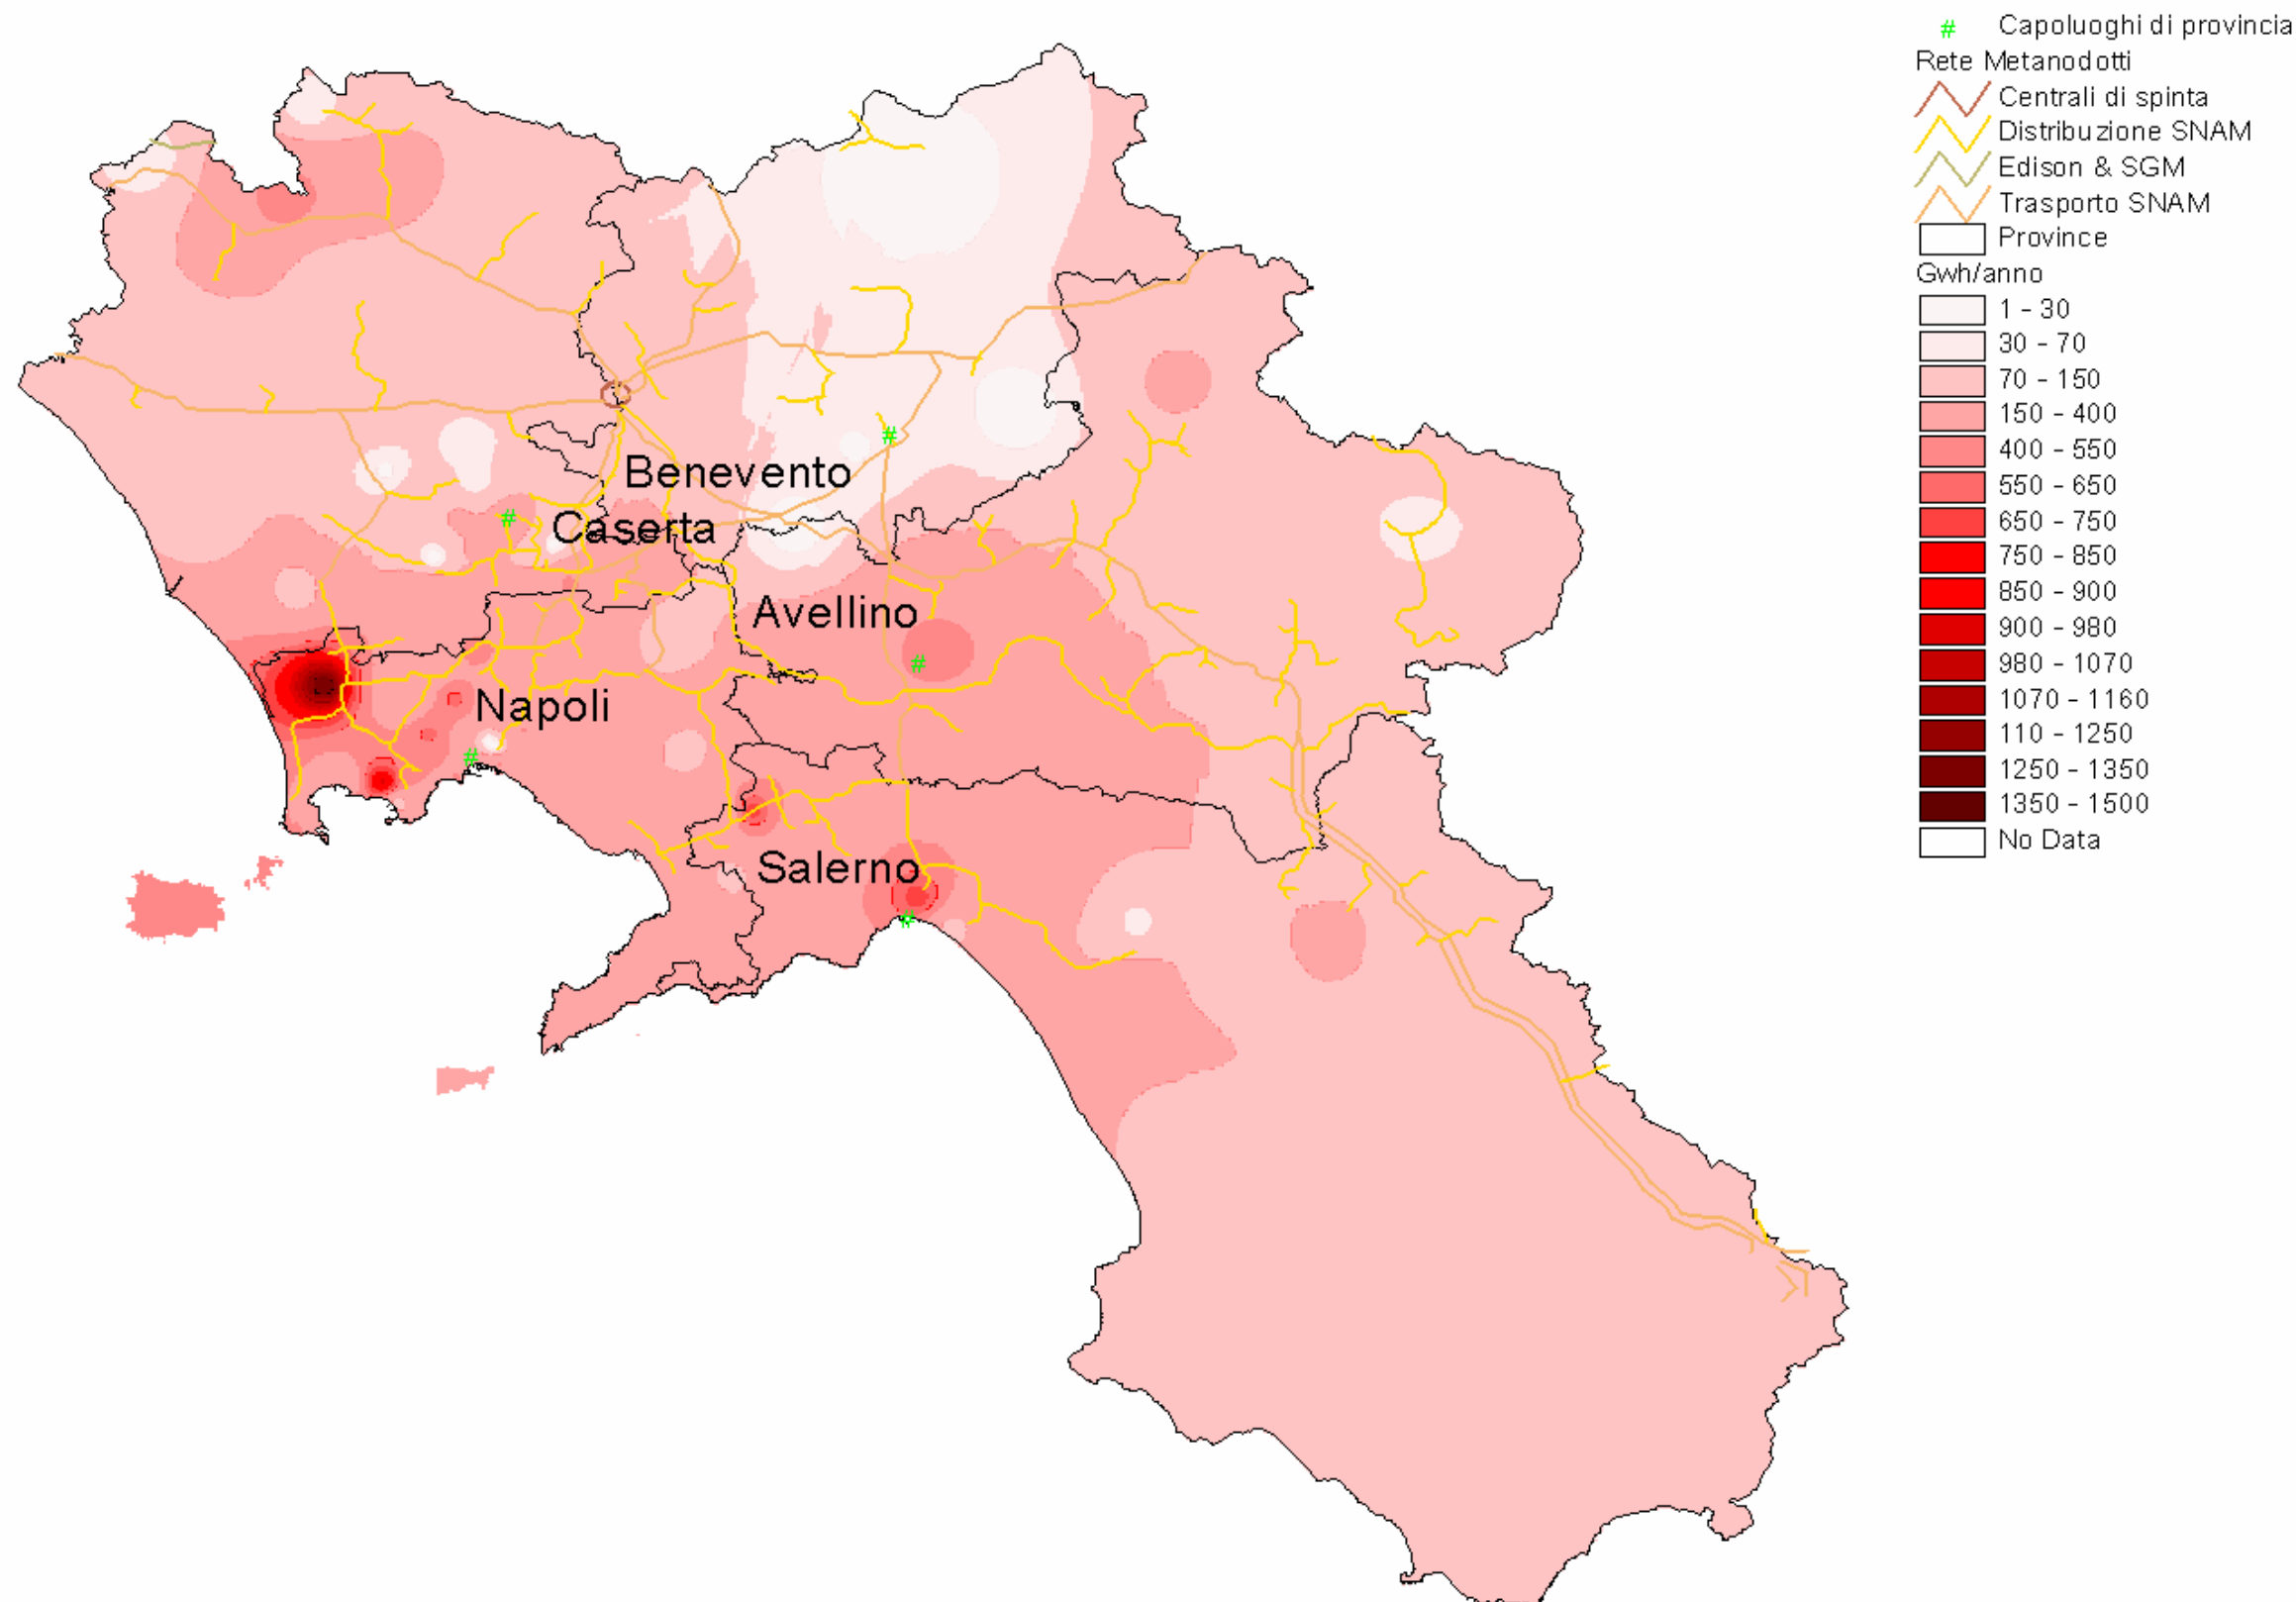 Capoluoghi di provincia
Rete Metanodotti
Centrali di spinta
Distribuzione SNAM
Edison & SGM
Trasporto SNAM
Province
Gwh/anno
1 - 30
30 - 70
70 - 150
150 - 400
400 - 550
550 - 650
650 - 750
750 - 850
850 - 900
900 - 980
980 - 1070
1070 - 1160
110 - 1250
1250 - 1350
1350 - 1500
No Data
Benevento
Caserta
Avellino
Napoli
Salerno